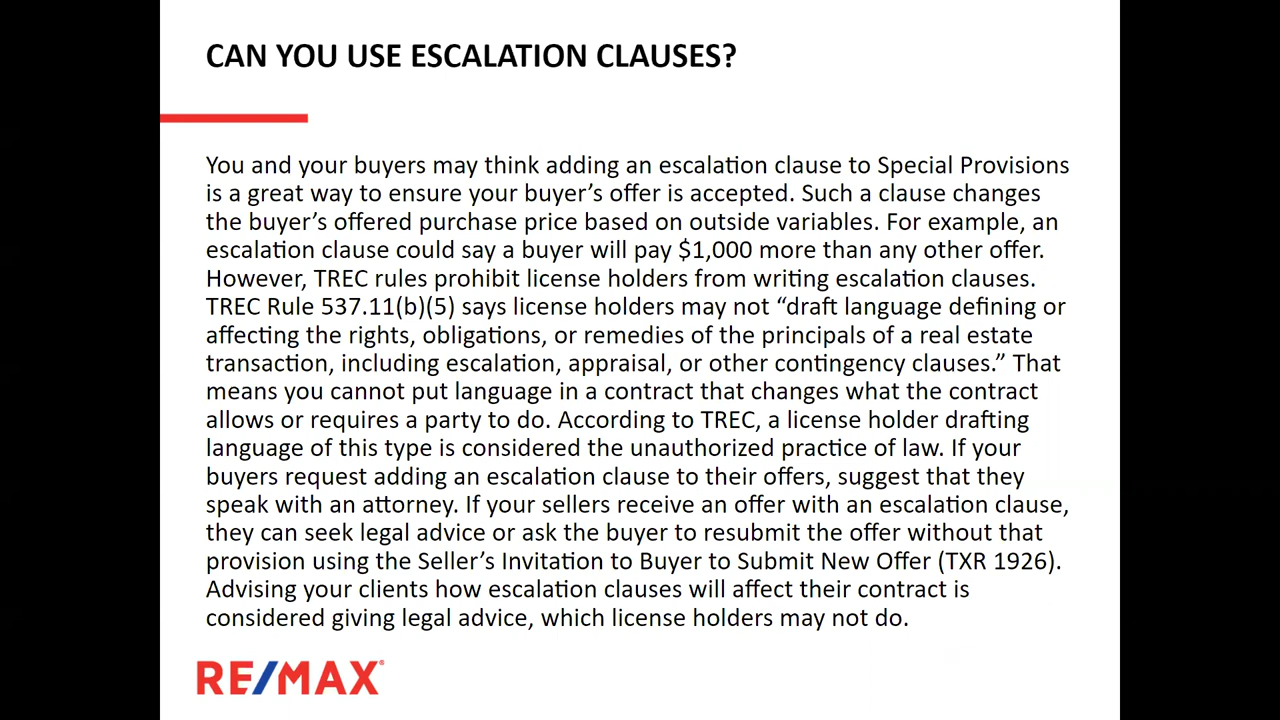 CAN YOU USE ESCALATION CLAUSES?
You and your buyers may think adding an escalation clause to Special Provisions
is a great way to ensure your buyer’s offer is accepted. Such a clause changes
the buyer’s offered purchase price based on outside variables. For example, an
escalation clause could say a buyer will pay $1,000 more than any other offer.
However, TREC rules prohibit license holders from writing escalation clauses.
TREC Rule 537.11(b)(5) says license holders may not “draft language defining or
affecting the rights, obligations, or remedies of the principals of a real estate
transaction, including escalation, appraisal, or other contingency clauses.” That
means you cannot put language in a contract that changes what the contract
allows or requires a party to do. According to TREC, a license holder drafting
language of this type is considered the unauthorized practice of law. If your
buyers request adding an escalation clause to their offers, suggest that they
speak with an attorney. If your sellers receive an offer with an escalation clause,
they can seek legal advice or ask the buyer to resubmit the offer without that
provision using the Seller’s Invitation to Buyer to Submit New Offer (TXR 1926).
Advising your clients how escalation clauses will affect their contract is
considered giving legal advice, which license holders may not do.
RE/MAX